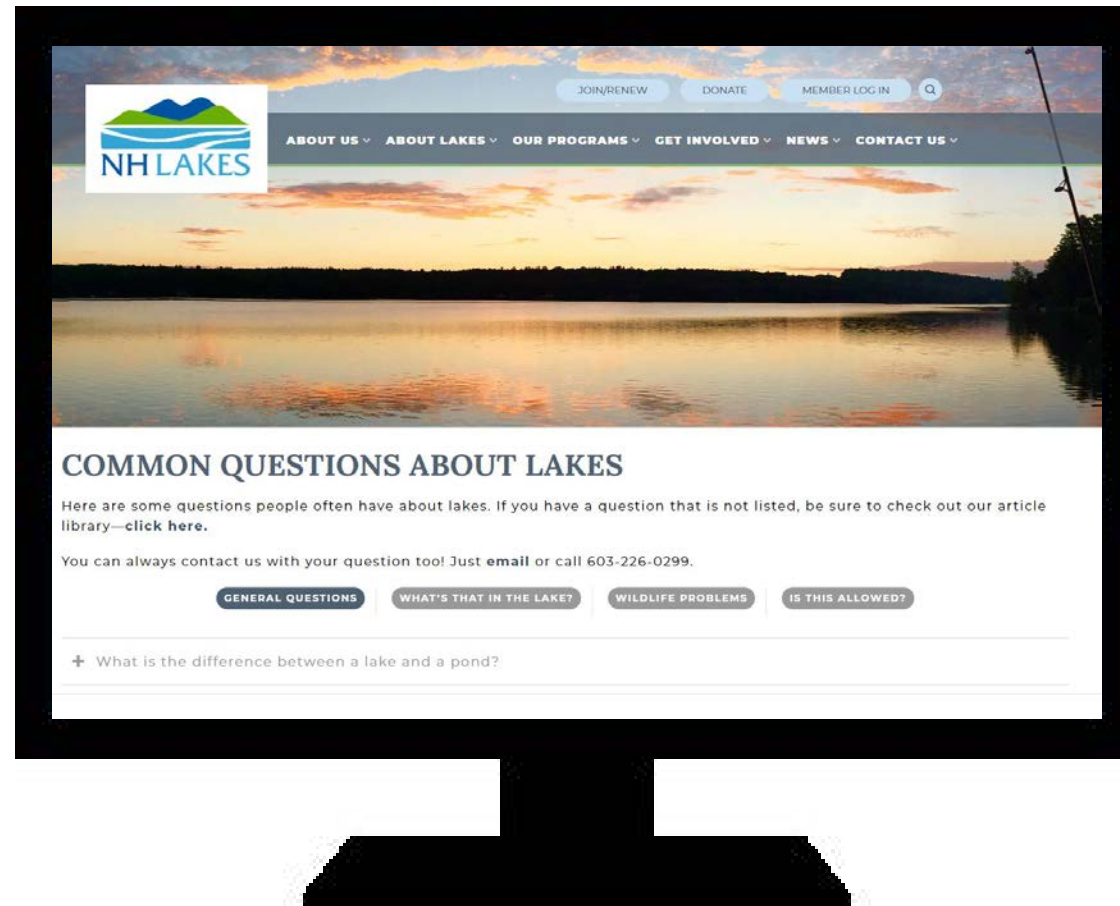 JOIN/RENEW DONATE MEMBER LOG IN
NH LAKES
ABOUT US ABOUT LAKES OUR PROGRAMS GET INVOLVED NEWS CONTACT US
COMMON QUESTIONS ABOUT LAKES
Here are some questions people often have about lakes. If you have a question that is not listed, be sure to check out our article
library—click here.
You can always contact us with your question too! Just email or call 603-226-0299.
GENERAL QUESTIONS WHAT'S THAT IN THE LAKE? WILDLIFE PROBLEMS IS THIS ALLOWED?
+ What is the difference between a lake and a pond?